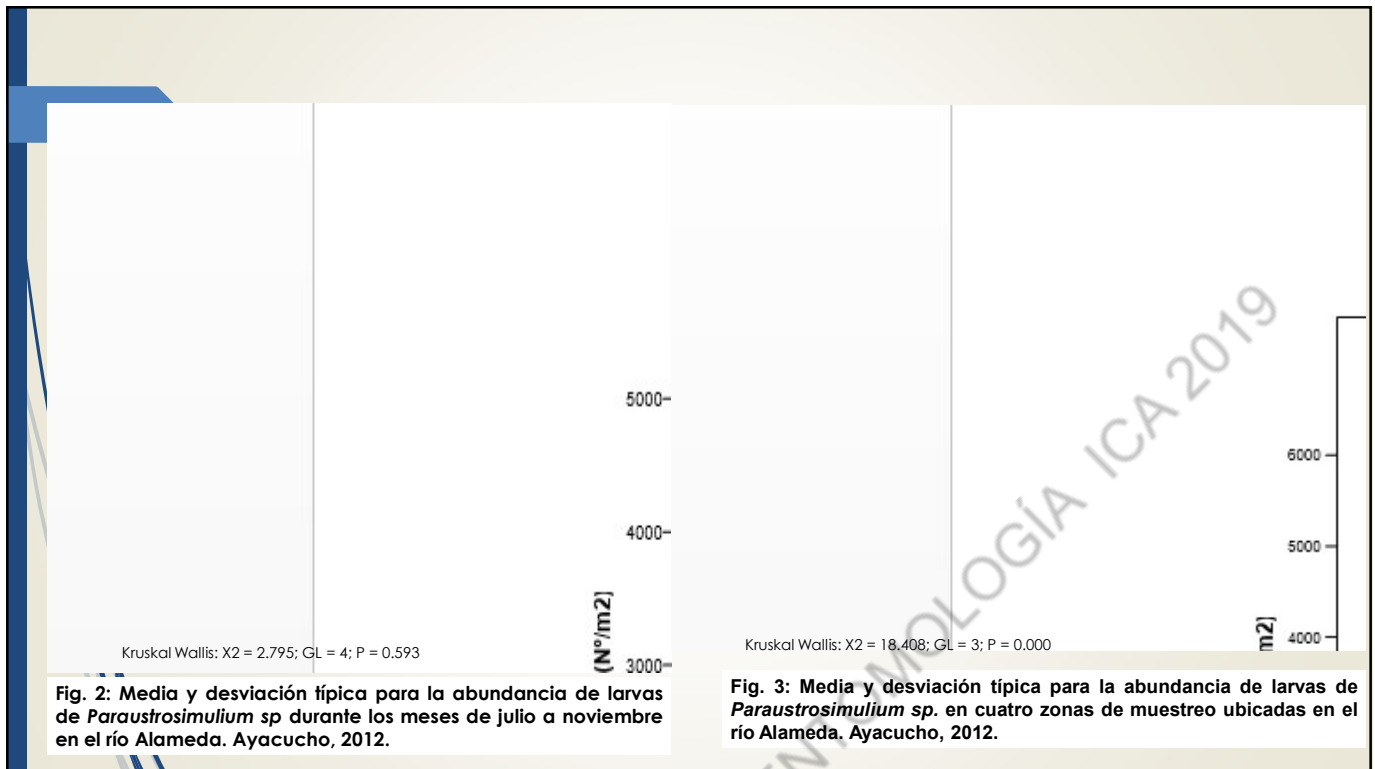 5000
4000
(N°/m2]
3000
Kruskal Wallis: X2 = 2.795; GL = 4; P = 0.593
Fig. 2: Media y desviación típica para la abundancia de larvas
de Paraustrosimulium sp durante los meses de julio a noviembre
en el río Alameda. Ayacucho, 2012.
6000
5000
m2]
4000
Kruskal Wallis: X2 = 18.408; GL = 3; P = 0.000
Fig. 3: Media y desviación típica para la abundancia de larvas de
Paraustrosimulium sp. en cuatro zonas de muestreo ubicadas en el
río Alameda. Ayacucho, 2012.
ENTOMOLOGÍA ICA 2019